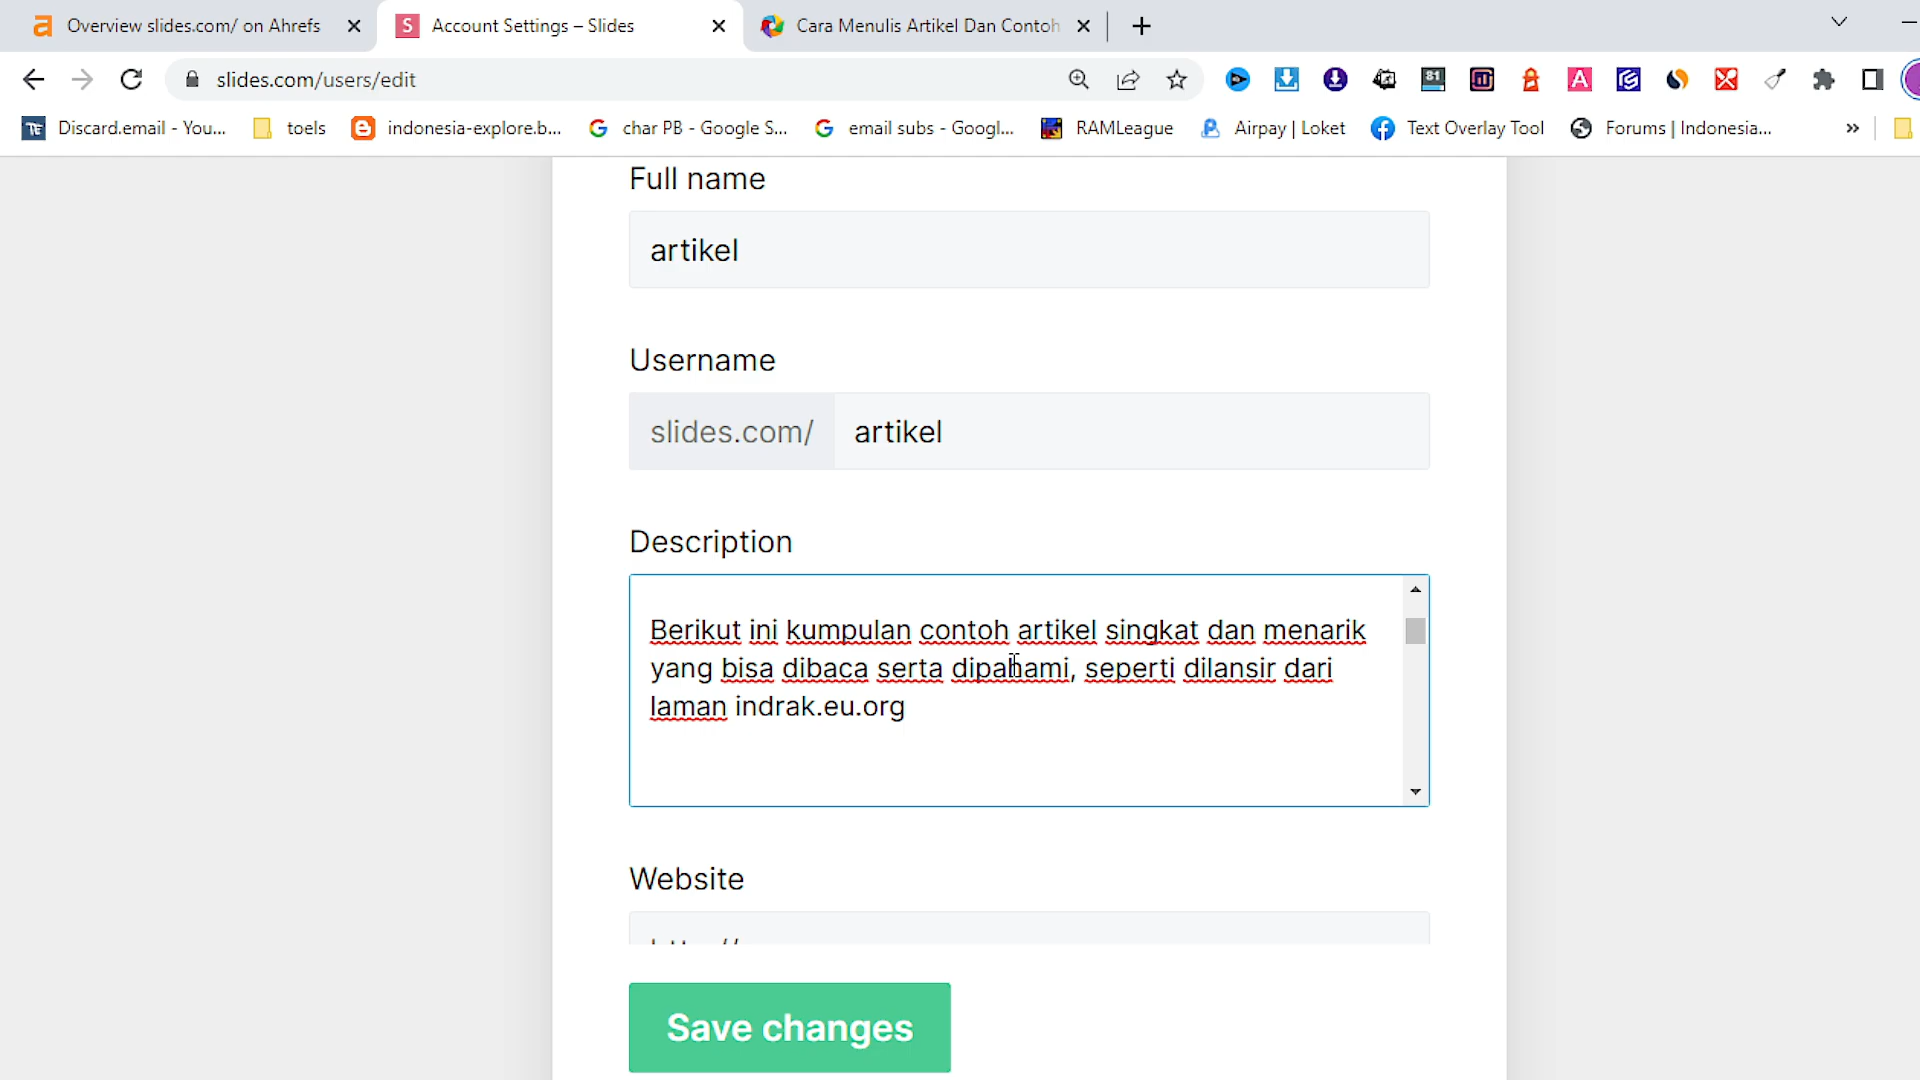 Overview slides.com/ on Ahrefs
Account Settings – Slides
Cara Menulis Artikel Dan Contoh
slides.com/users/edit
81
Discard.email - You...
toels
indonesia-explore.b...
char PB - Google S...
email subs - Googl...
RAMLeague
Airpay | Loket
Text Overlay Tool
Forums | Indonesia...
»
Full name
artikel
Username
slides.com/ artikel
Description
Berikut ini kumpulan contoh artikel singkat dan menarik
yang bisa dibaca serta dipahami, seperti dilansir dari
laman indrak.eu.org
Website
Save changes